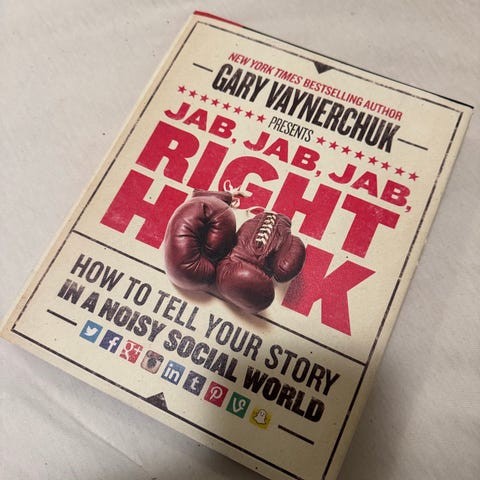 NEW YORK TIMES BESTSELLING AUTHOR
GARY VAYNERCHUK
PRESENTS
JAB, JAB, JAB,
RIGHT
HOOK
HOW TO TELL YOUR STORY
IN A NOISY SOCIAL WORLD